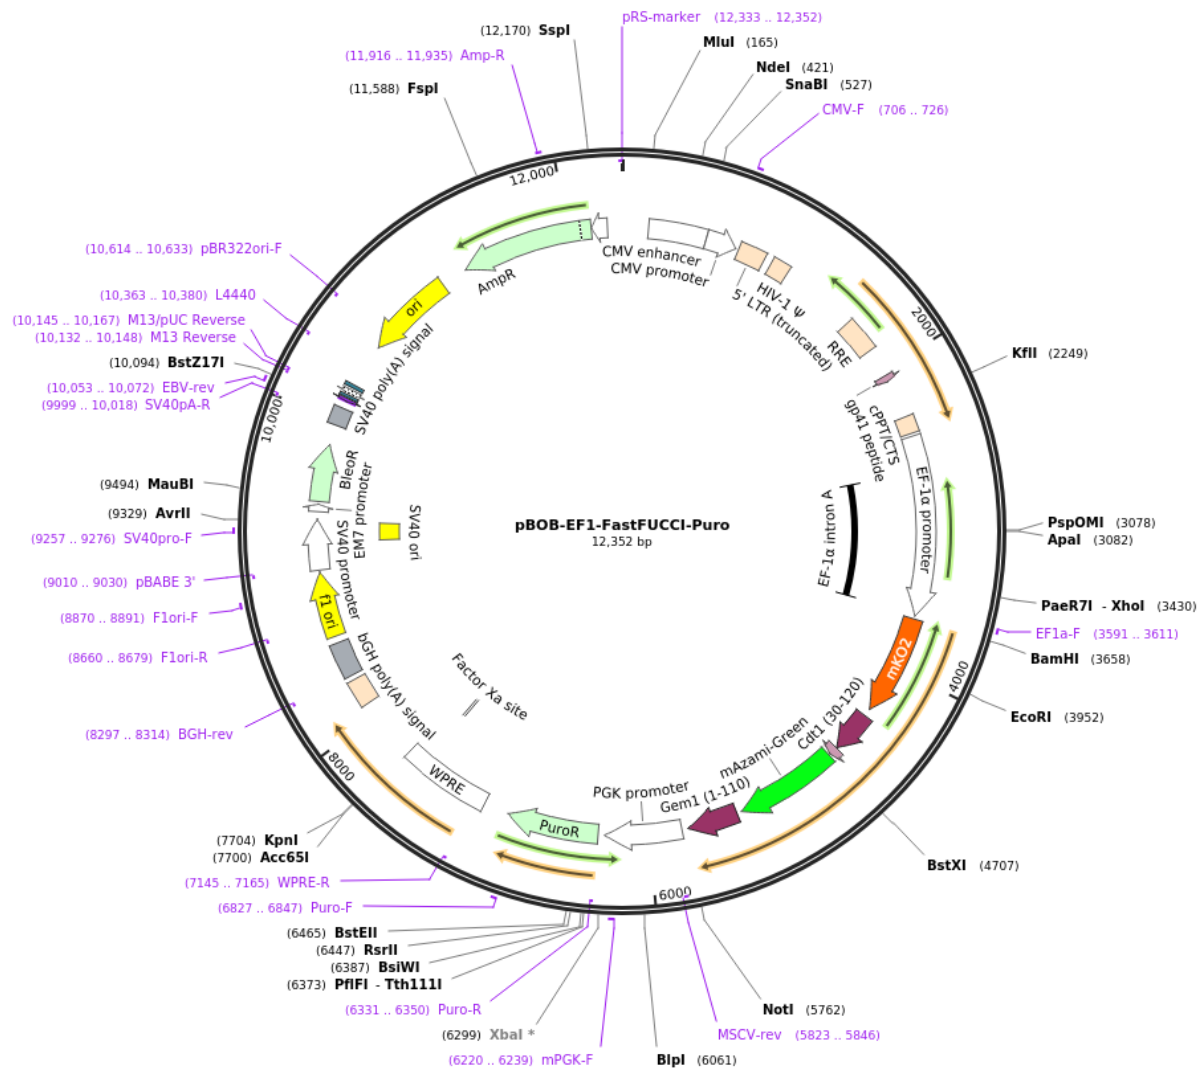 pRS-marker (12,333 .. 12,352)
(12,170) SspI
MluI (165)
(11,916 .. 11,935) Amp-R
NdeI (421)
(11,588) FspI
SnaBI (527)
CMV-F (706 .. 726)
12,000
(10,614 .. 10,633) pBR322ori-F
CMV enhancer
CMV promoter
AmpR
(10,363 .. 10,380) L4440
ori
HIV-1 Ψ
5' LTR (truncated)
2000
(10,145 .. 10,167) M13/pUC Reverse
(10,132 .. 10,148) M13 Reverse
RRE
KflI (2249)
(10,094) BstZ17I
SV40 poly(A) signal
(10,053 .. 10,072) EBV-rev
(9999 .. 10,018) SV40pA-R
gp41 peptide
cPPT/CTS
10,000
BleoR
EF-1α promoter
(9494) MauBI
EM7 promoter
(9329) AvrII
SV40 ori
pBOB-EF1-FastFUCCI-Puro
12,352 bp
EF-1α intron A
PspOMI (3078)
ApaI (3082)
(9257 .. 9276) SV40pro-F
SV40 promoter
(9010 .. 9030) pBABE 3'
f1 ori
PaeR7I - XhoI (3430)
(8870 .. 8891) F1ori-F
EF1a-F (3591 .. 3611)
(8660 .. 8679) F1ori-R
mKO2
BamHI (3658)
bGH poly(A) signal
Factor Xa site
4000
EcoRI (3952)
(8297 .. 8314) BGH-rev
Cdt1 (30-120)
mAzami-Green
8000
WPRE
PGK promoter
Gem1 (1-110)
PuroR
(7704) KpnI
(7700) Acc65I
BstXI (4707)
(7145 .. 7165) WPRE-R
6000
(6827 .. 6847) Puro-F
(6465) BstEII
(6447) RsrII
(6387) BsiWI
(6373) PflFI - Tth111I
(6331 .. 6350) Puro-R
NotI (5762)
(6299) XbaI *
MSCV-rev (5823 .. 5846)
(6220 .. 6239) mPGK-F
BlpI (6061)